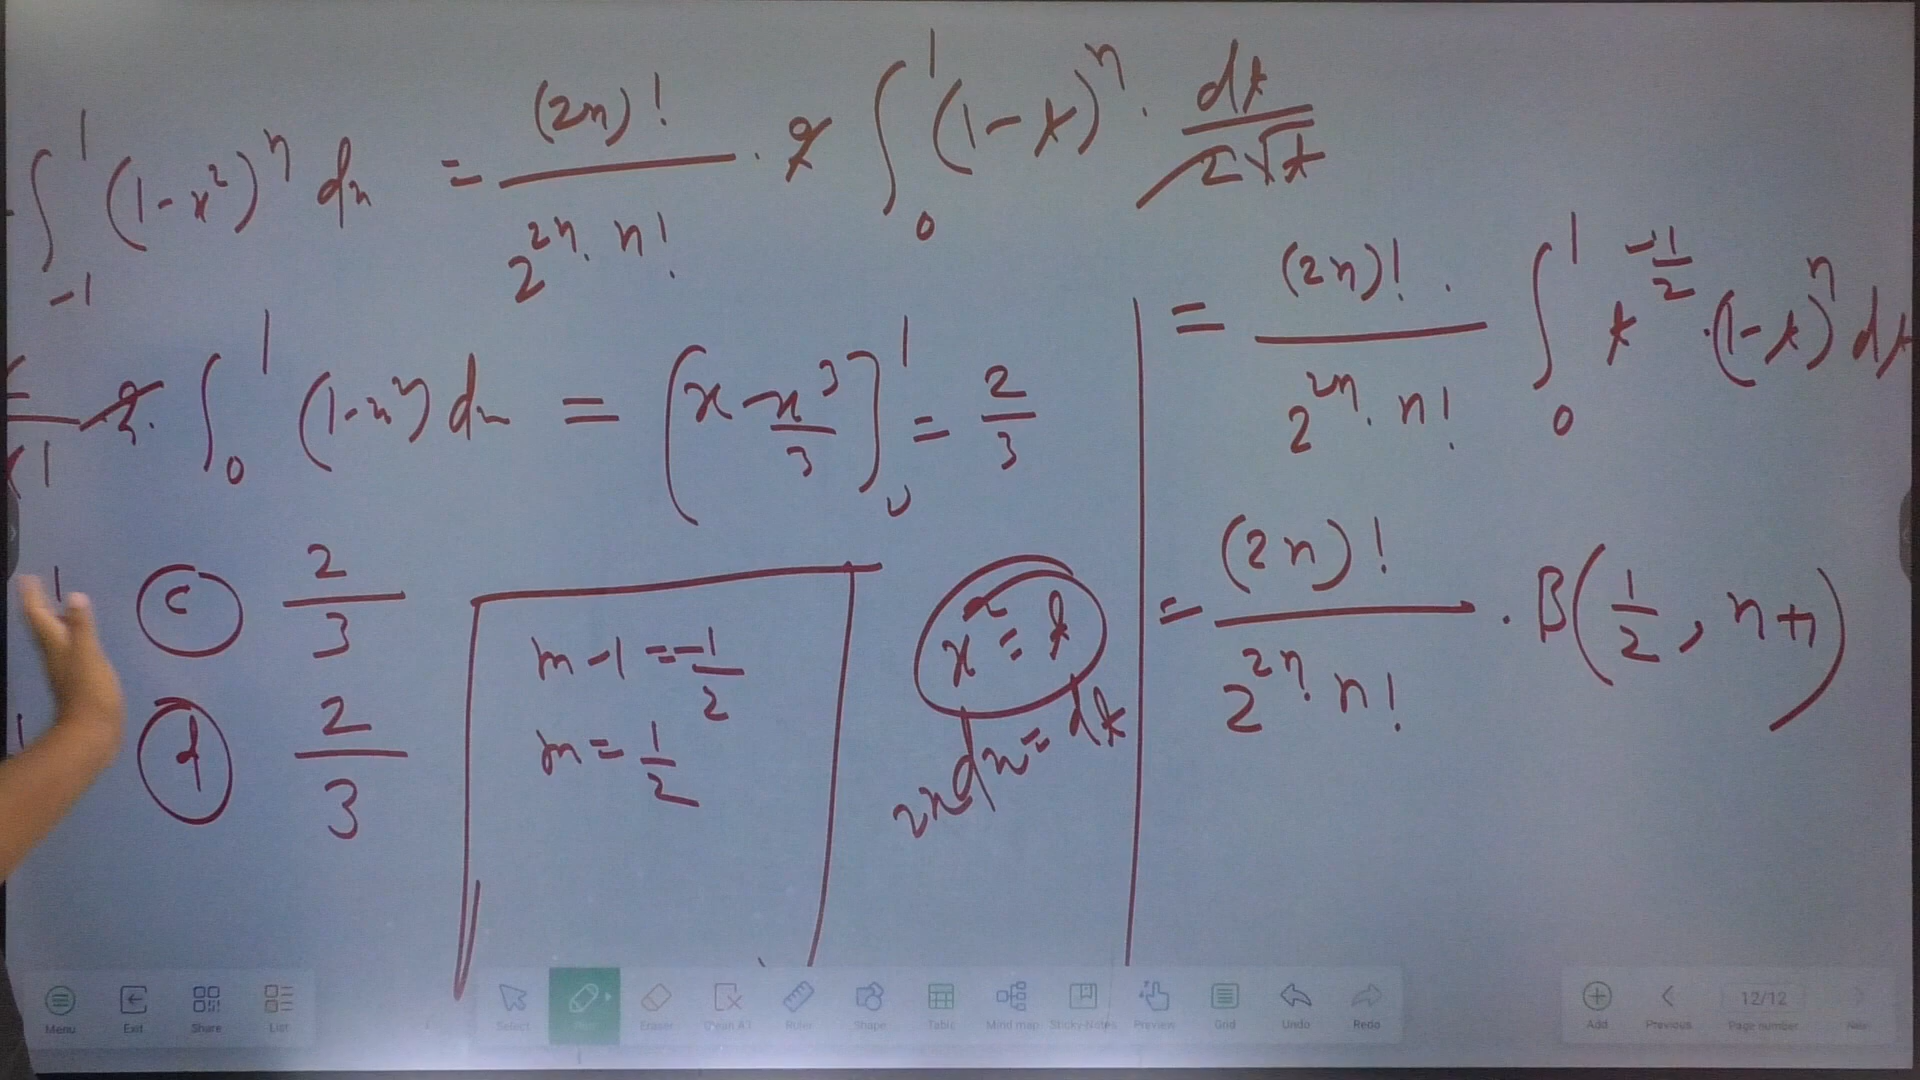 ∫₋₁¹ (1-x²)ⁿ dx = (2n)! / 2²ⁿ · n! · 2 ∫₀¹ (1-t)ⁿ · dt / 2√t
= (2n)! / 2²ⁿ · n! ∫₀¹ t^(-1/2) · (1-t)ⁿ dt
2 · ∫₀¹ (1-x²) dx = (x - x³/3)₀¹ = 2/3
= (2n)! / 2²ⁿ · n! · B(1/2, n+1)
(c) 2/3
(d) 2/3
m-1 = -1/2
m = 1/2
x² = t
2x dx = dt
Menu
Exit
Share
List
Select
Eraser
Clean All
Ruler
Shape
Table
Mind map
Sticky-Notes
Preview
Grid
Undo
Redo
Add
Previous
12/12
Page number